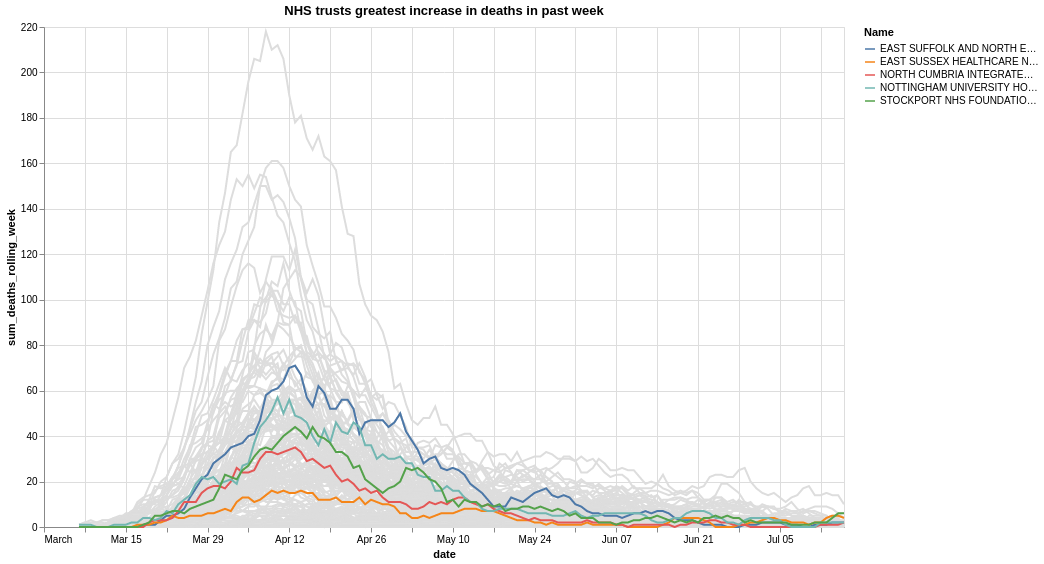 NHS trusts greatest increase in deaths in past week
Name
EAST SUFFOLK AND NORTH E…
EAST SUSSEX HEALTHCARE N…
NORTH CUMBRIA INTEGRATE…
NOTTINGHAM UNIVERSITY HO…
STOCKPORT NHS FOUNDATIO…
sum_deaths_rolling_week
220
200
180
160
140
120
100
80
60
40
20
0
March Mar 15 Mar 29 Apr 12 Apr 26 May 10 May 24 Jun 07 Jun 21 Jul 05
date